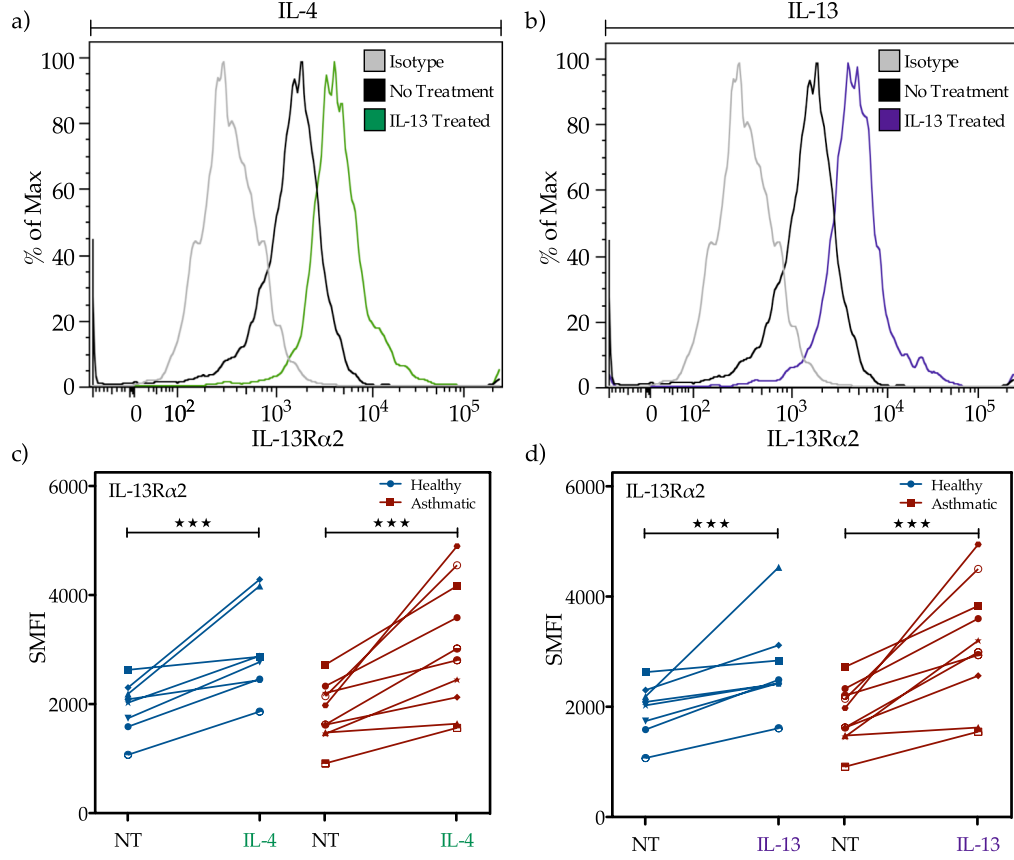 a)
IL-4
100
80
60
40
20
0
% of Max
Isotype
No Treatment
IL-13 Treated
0 10² 10³ 10⁴ 10⁵
IL-13Rα2
b)
IL-13
100
80
60
40
20
0
% of Max
Isotype
No Treatment
IL-13 Treated
0 10² 10³ 10⁴ 10⁵
IL-13Rα2
c)
IL-13Rα2
Healthy
Asthmatic
★★★ ★★★
6000
4000
2000
0
SMFI
NT IL-4 NT IL-4
d)
IL-13Rα2
Healthy
Asthmatic
★★★ ★★★
6000
4000
2000
0
SMFI
NT IL-13 NT IL-13